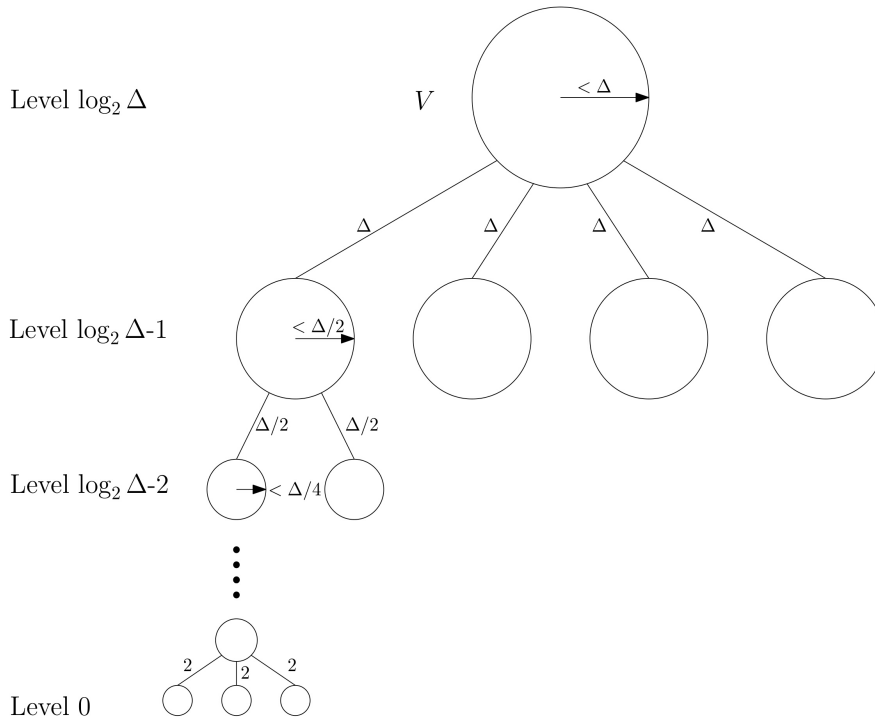 Level log₂ Δ
V
< Δ
Δ
Δ
Δ
Δ
Level log₂ Δ-1
< Δ/2
Δ/2
Δ/2
Level log₂ Δ-2
< Δ/4
2
2
2
Level 0